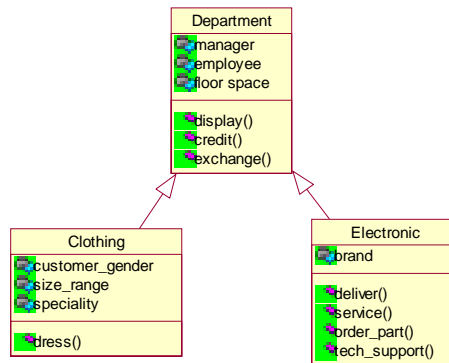 Department
manager
employee
floor space
display()
credit()
exchange()
Clothing
customer_gender
size_range
speciality
dress()
Electronic
brand
deliver()
service()
order_part()
tech_support()